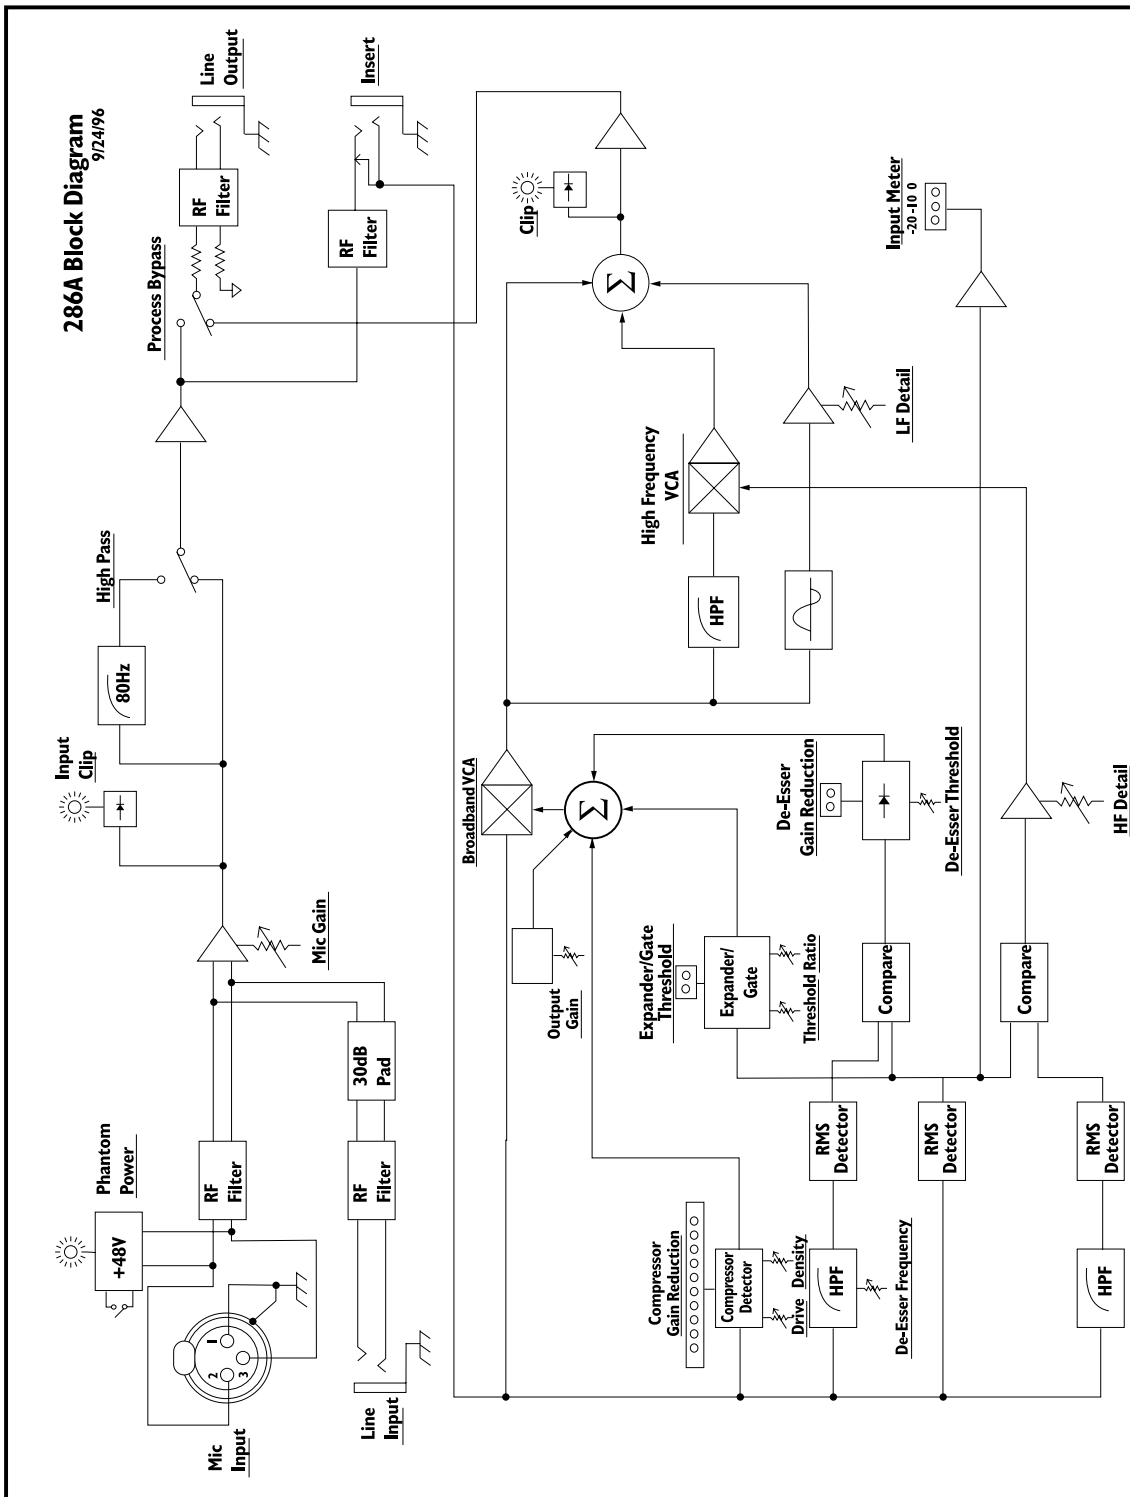 286A Block Diagram
9/24/96
Mic
Input
1
2
3
Phantom
Power
+48V
RF
Filter
Line
Input
RF
Filter
30dB
Pad
Mic Gain
Input
Clip
80Hz
High Pass
Process Bypass
RF
Filter
Line
Output
RF
Filter
Insert
Compressor
Gain Reduction
Compressor
Detector
Drive
Density
HPF
De-Esser Frequency
RMS
Detector
RMS
Detector
HPF
RMS
Detector
Output
Gain
Expander/Gate
Threshold
Expander/
Gate
Threshold Ratio
Compare
Compare
Broadband VCA
Σ
De-Esser
Gain Reduction
De-Esser Threshold
HF Detail
HPF
High Frequency
VCA
LF Detail
Σ
Clip
Input Meter
-20 -10 0